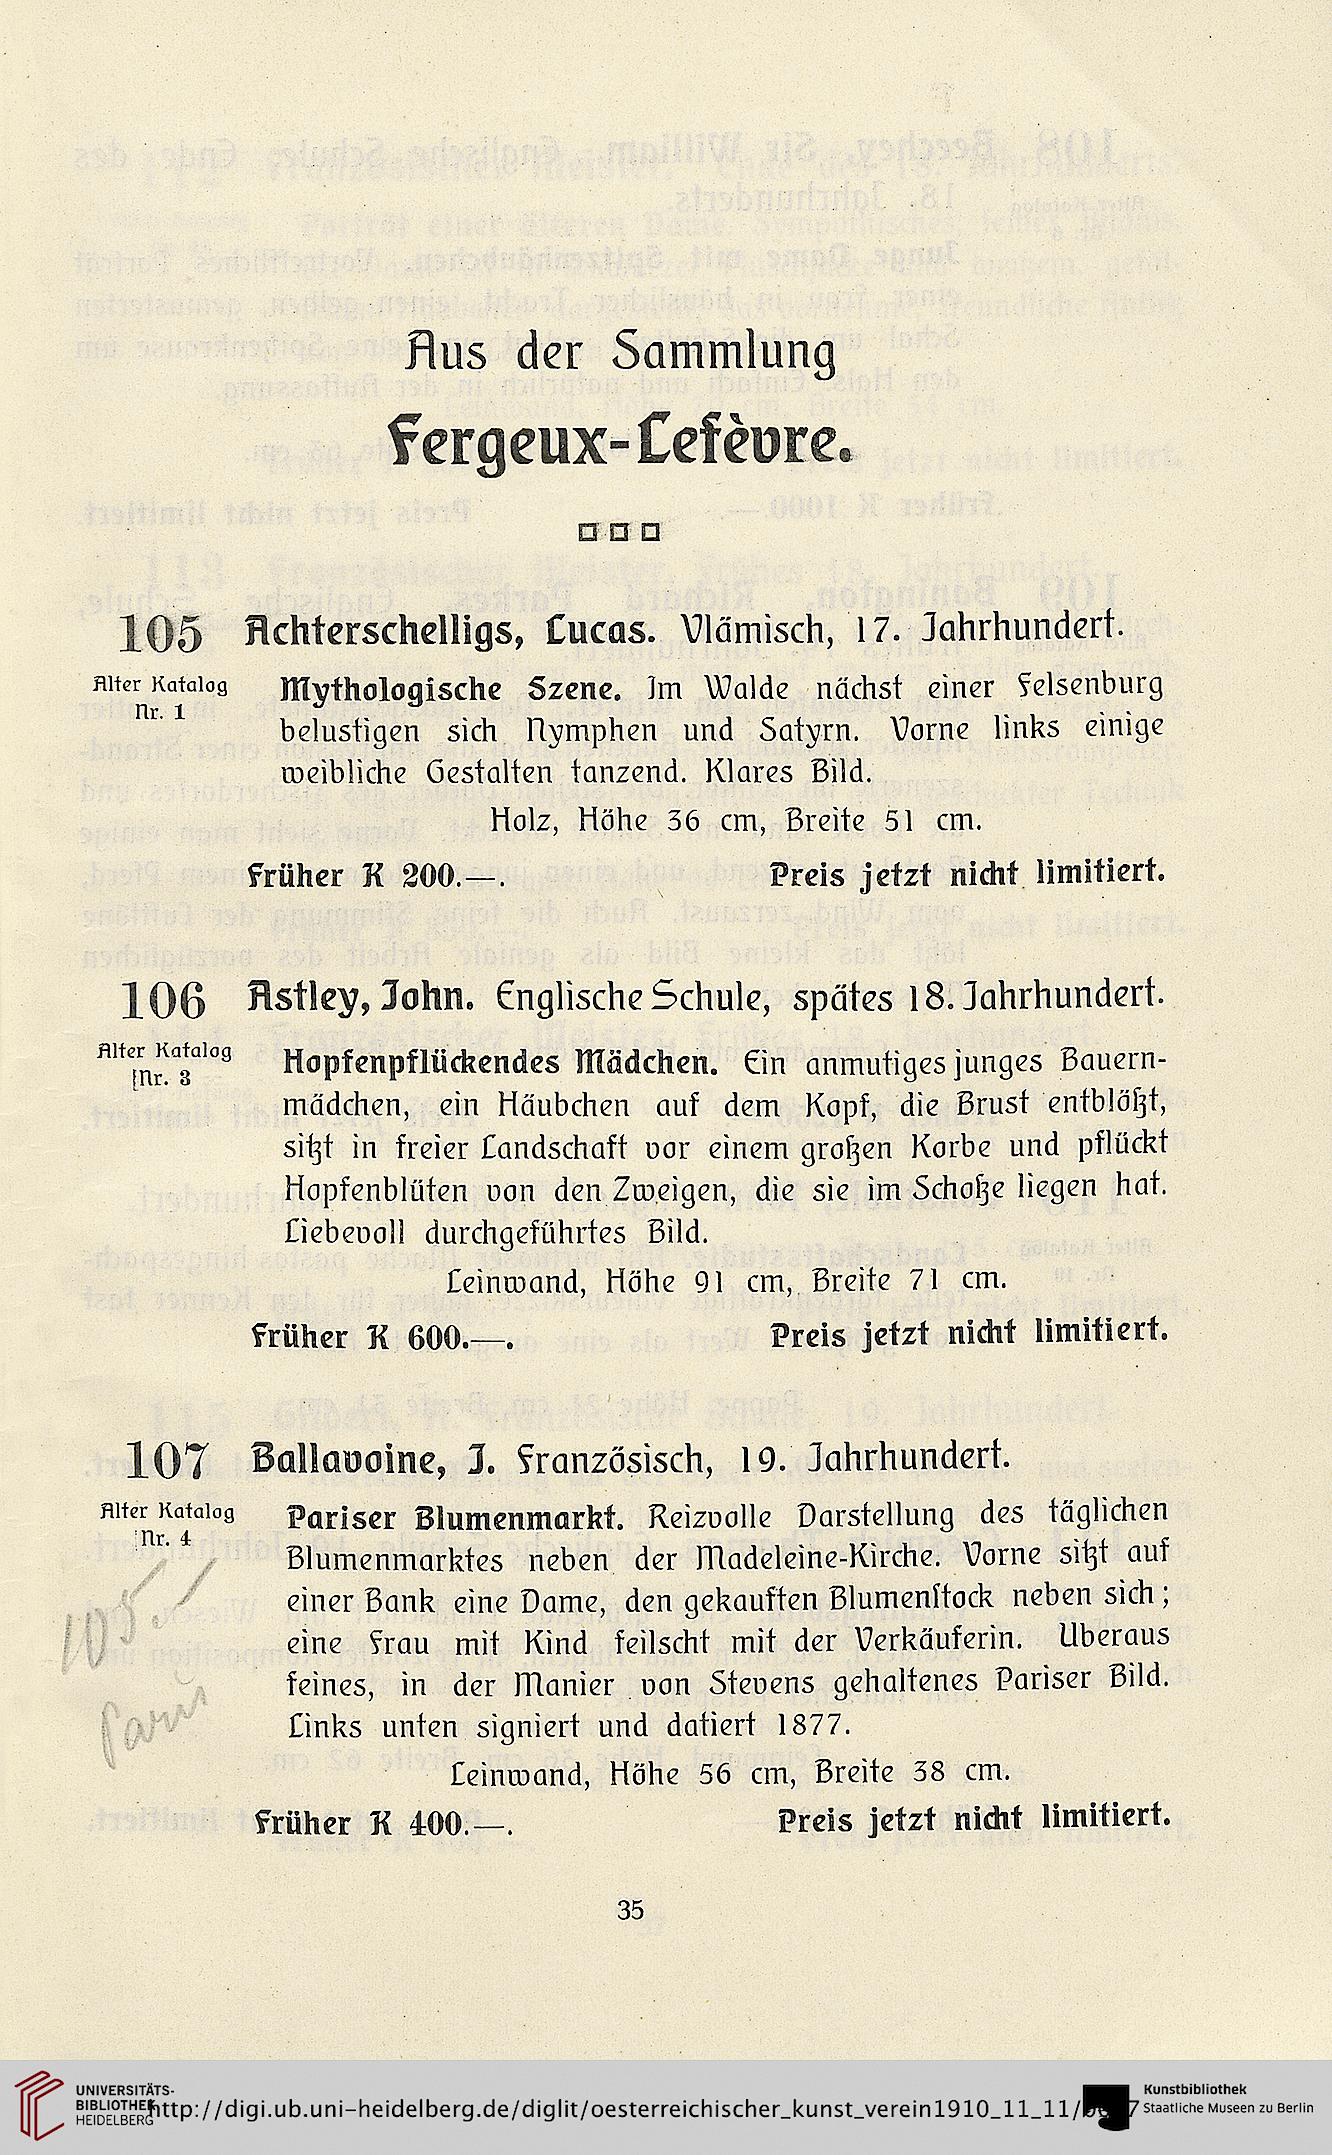 Aus der Sammlung
Fergeux-Lefèvre.
105 Achterschelligs, Lucas. Vlämisch, 17. Jahrhundert.
Alter Katalog
Nr. 1
Mythologische Szene. Im Walde nächst einer Felsenburg
belustigen sich Nymphen und Satyrn. Vorne links einige
weibliche Gestalten tanzend. Klares Bild.
Holz, Höhe 36 cm, Breite 51 cm.
Früher K 200.—. Preis jetzt nicht limitiert.
106 Astley, John. Englische Schule, spätes 18. Jahrhundert.
Alter Katalog
Nr. 3
Hopfenpflückendes Mädchen. Ein anmutiges junges Bauern-
mädchen, ein Häubchen auf dem Kopf, die Brust entblößt,
sitzt in freier Landschaft vor einem großen Korbe und pflückt
Hopfenblüten von den Zweigen, die sie im Schoße liegen hat.
Liebevoll durchgeführtes Bild.
Leinwand, Höhe 91 cm, Breite 71 cm.
Früher K 600.—. Preis jetzt nicht limitiert.
107 Ballavoine, J. Französisch, 19. Jahrhundert.
Alter Katalog
Nr. 4
105.—
Paris
Pariser Blumenmarkt. Reizvolle Darstellung des täglichen
Blumenmarktes neben der Madeleine-Kirche. Vorne sitzt auf
einer Bank eine Dame, den gekauften Blumenstock neben sich;
eine Frau mit Kind feilscht mit der Verkäuferin. Überaus
feines, in der Manier von Stevens gehaltenes Pariser Bild.
Links unten signiert und datiert 1877.
Leinwand, Höhe 56 cm, Breite 38 cm.
Früher K 400.—. Preis jetzt nicht limitiert.
35
UNIVERSITÄTS-
BIBLIOTHEK
HEIDELBERG
http://digi.ub.uni-heidelberg.de/diglit/oesterreichischer_kunst_verein1910_11_11/
Kunstbibliothek
Staatliche Museen zu Berlin